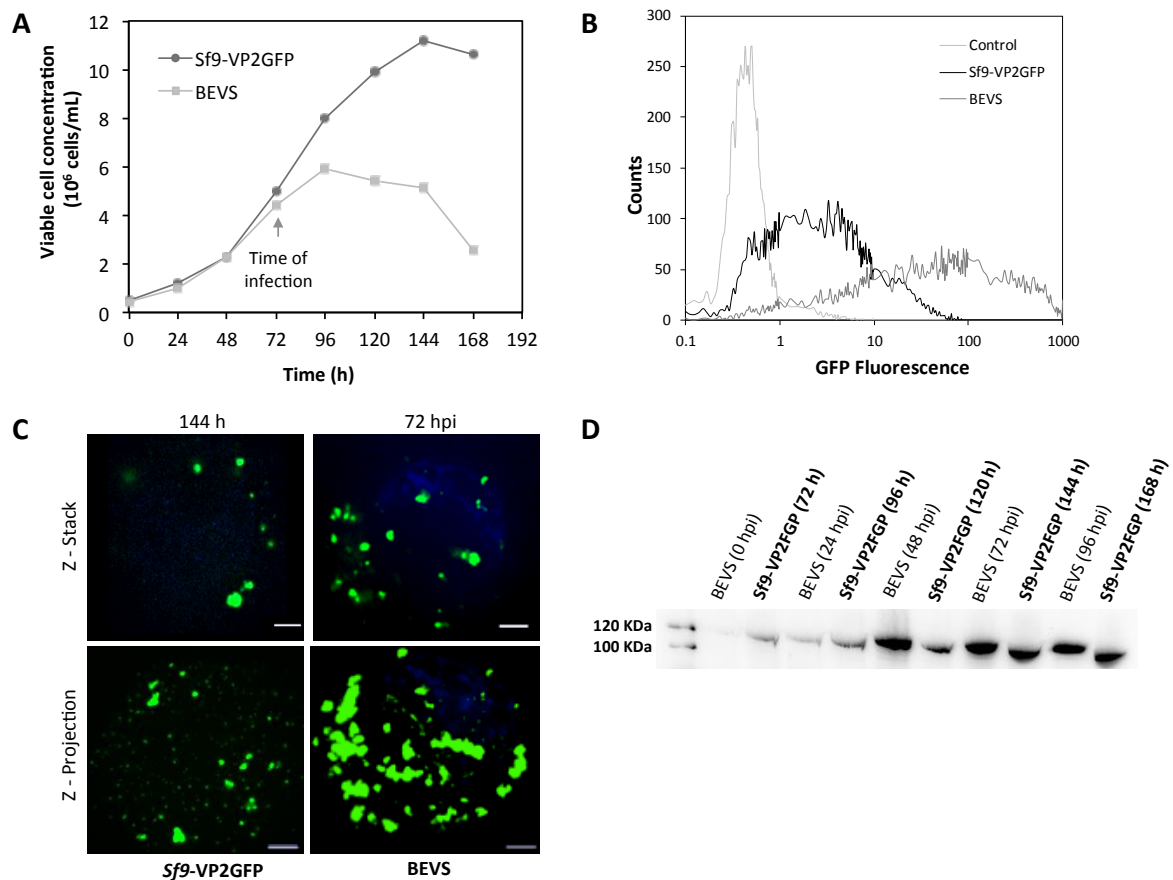 A
12
10
8
6
4
2
0
Viable cell concentration
(10⁶ cells/mL)
Sf9-VP2GFP
BEVS
Time of
infection
0 24 48 72 96 120 144 168 192
Time (h)
B
300
250
200
150
100
50
0
Counts
Control
Sf9-VP2GFP
BEVS
0.1 1 10 100 1000
GFP Fluorescence
C
144 h 72 hpi
Z - Stack
Z - Projection
Sf9-VP2GFP BEVS
D
BEVS (0 hpi)
Sf9-VP2FGP (72 h)
BEVS (24 hpi)
Sf9-VP2FGP (96 h)
BEVS (48 hpi)
Sf9-VP2FGP (120 h)
BEVS (72 hpi)
Sf9-VP2FGP (144 h)
BEVS (96 hpi)
Sf9-VP2FGP (168 h)
120 KDa
100 KDa